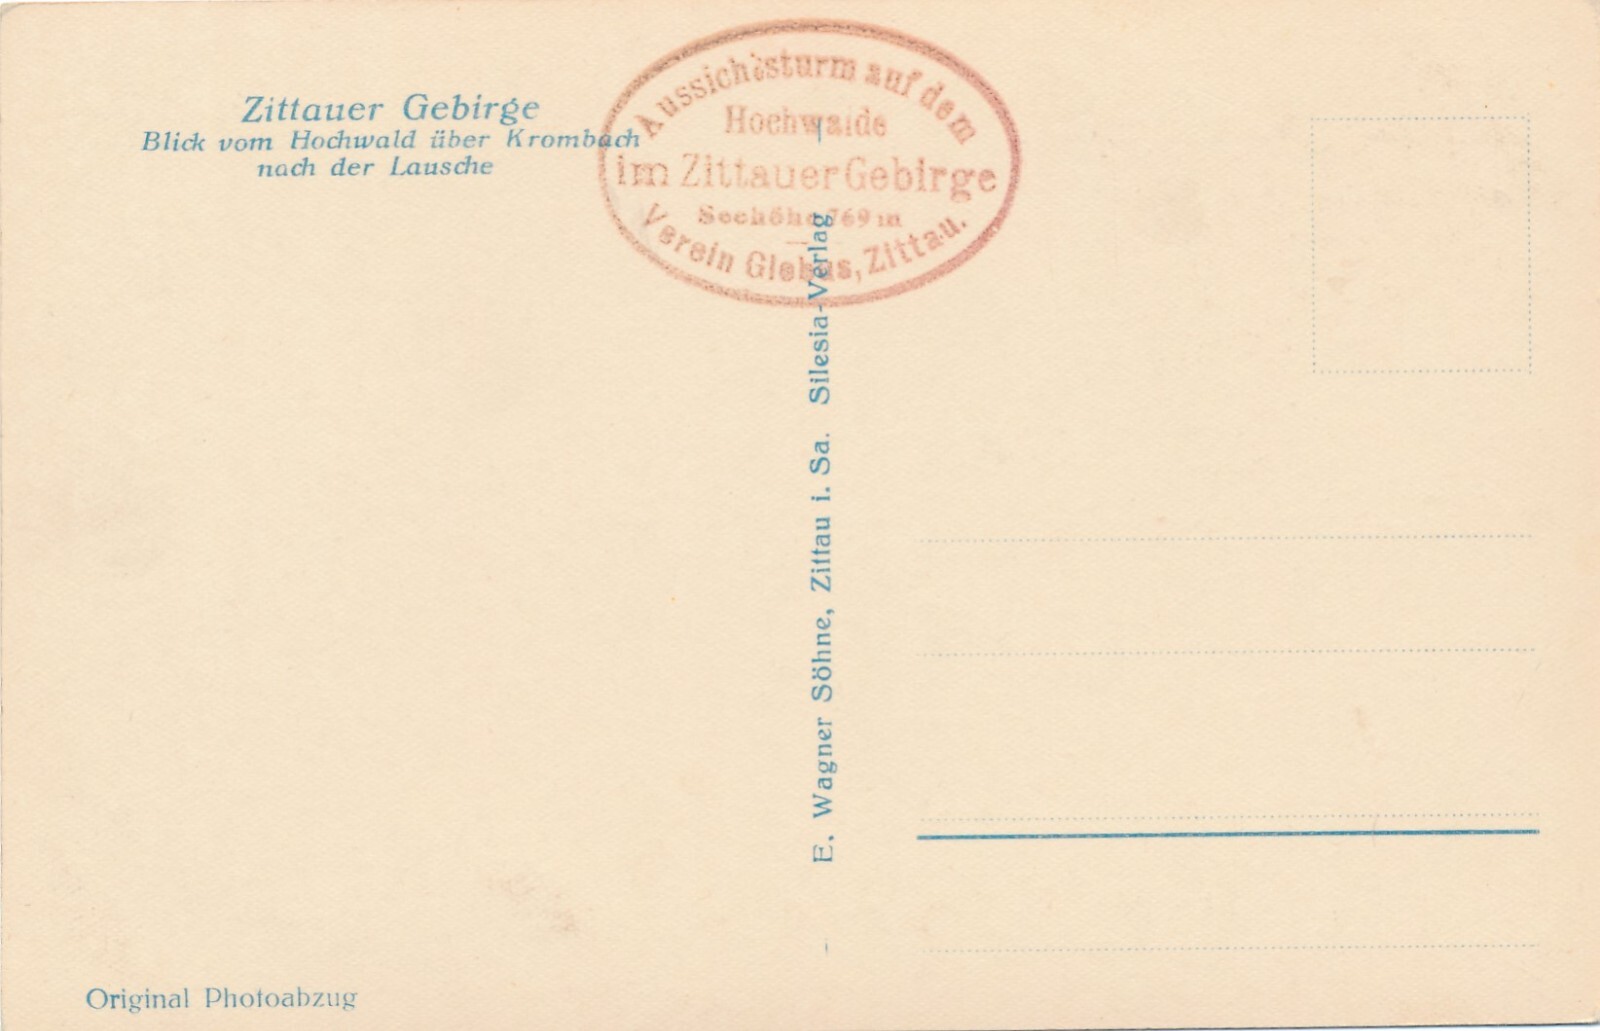 Zittauer Gebirge
Blick vom Hochwald über Krombach
nach der Lausche
Aussichtsturm auf dem
Hochwalde
im Zittauer Gebirge
Seehöhe 769 m
Verein Globus, Zittau.
E. Wagner Söhne, Zittau i. Sa. Silesia-Verlag
Original Photoabzug